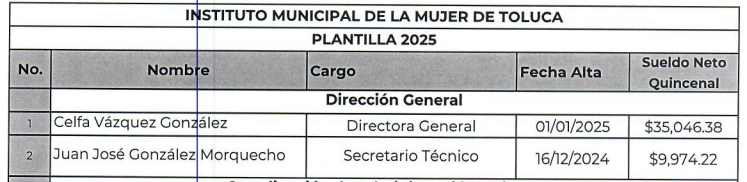 INSTITUTO MUNICIPAL DE LA MUJER DE TOLUCA
PLANTILLA 2025
No. Nombre Cargo Fecha Alta Sueldo Neto Quincenal
Dirección General
1 Celfa Vázquez González Directora General 01/01/2025 $35,046.38
2 Juan José González Morquecho Secretario Técnico 16/12/2024 $9,974.22